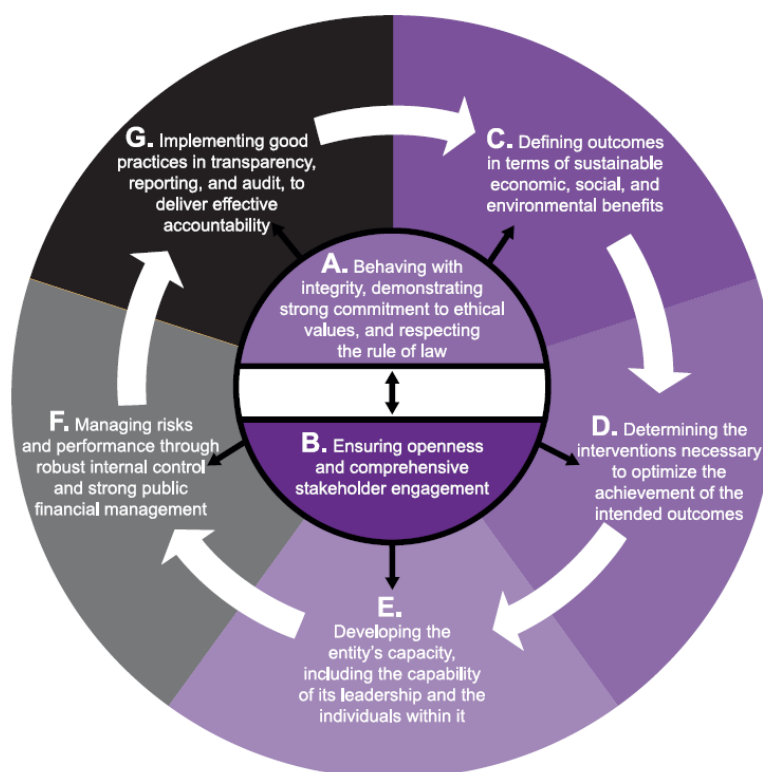 G. Implementing good
practices in transparency,
reporting, and audit, to
deliver effective
accountability
C. Defining outcomes
in terms of sustainable
economic, social, and
environmental benefits
A. Behaving with
integrity, demonstrating
strong commitment to ethical
values, and respecting
the rule of law
B. Ensuring openness
and comprehensive
stakeholder engagement
F. Managing risks
and performance through
robust internal control
and strong public
financial management
D. Determining the
interventions necessary
to optimize the
achievement of the
intended outcomes
E.
Developing the
entity's capacity,
including the capability
of its leadership and the
individuals within it